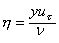 η = yu_τ / ν